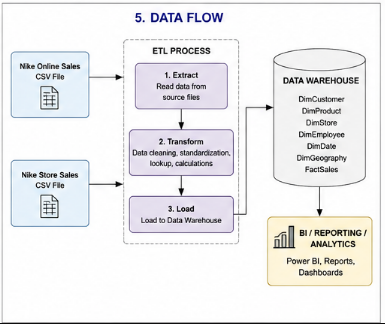 5. DATA FLOW
Nike Online Sales
CSV File
Nike Store Sales
CSV File
ETL PROCESS
1. Extract
Read data from
source files
2. Transform
Data cleaning, standardization,
lookup, calculations
3. Load
Load to Data Warehouse
DATA WAREHOUSE
DimCustomer
DimProduct
DimStore
DimEmployee
DimDate
DimGeography
FactSales
BI / REPORTING /
ANALYTICS
Power BI, Reports,
Dashboards